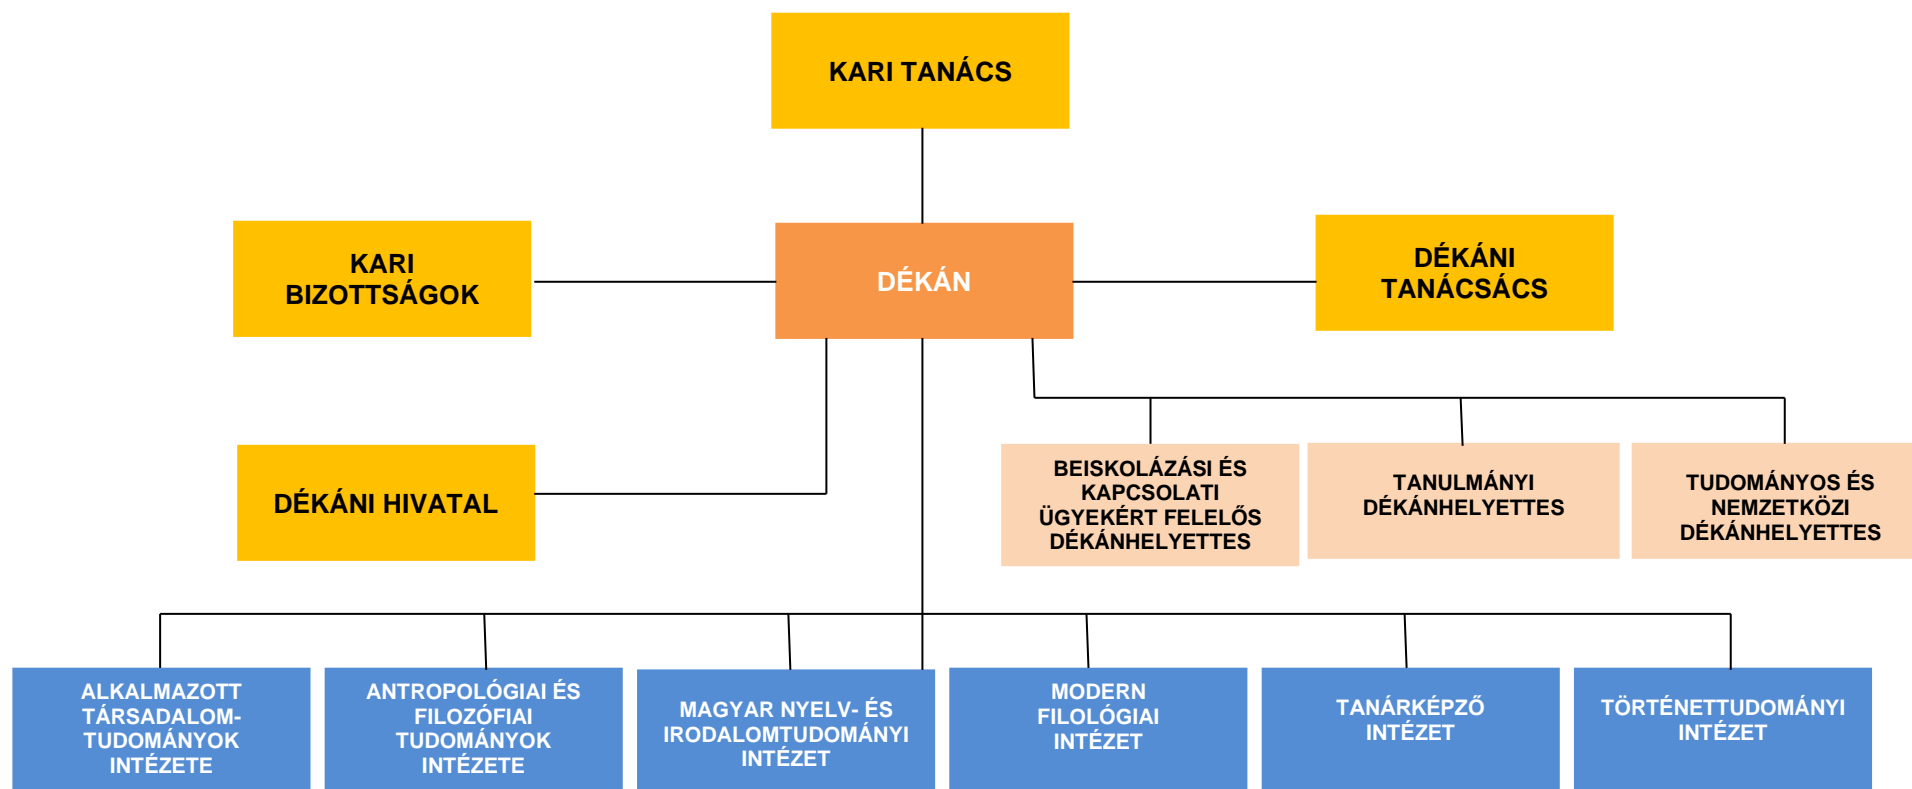 KARI TANÁCS
KARI
BIZOTTSÁGOK
DÉKÁN
DÉKÁNI
TANÁCSÁCS
DÉKÁNI HIVATAL
BEISKOLÁZÁSI ÉS
KAPCSOLATI
ÜGYEKÉRT FELELŐS
DÉKÁNHELYETTES
TANULMÁNYI
DÉKÁNHELYETTES
TUDOMÁNYOS ÉS
NEMZETKÖZI
DÉKÁNHELYETTES
ALKALMAZOTT
TÁRSADALOM-
TUDOMÁNYOK
INTÉZETE
ANTROPOLÓGIAI ÉS
FILOZÓFIAI
TUDOMÁNYOK
INTÉZETE
MAGYAR NYELV- ÉS
IRODALOMTUDOMÁNYI
INTÉZET
MODERN
FILOLÓGIAI
INTÉZET
TANÁRKÉPZŐ
INTÉZET
TÖRTÉNETTUDOMÁNYI
INTÉZET